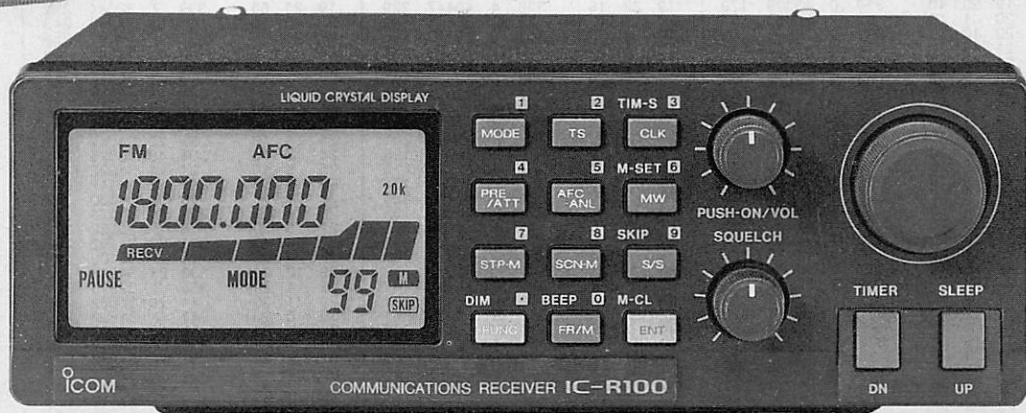 LIQUID CRYSTAL DISPLAY
FM AFC
1800.000 20k
RECV
PAUSE MODE 99 M
SKIP
1 2 TIM-S 3
MODE TS CLK
4 5 M-SET 6
PRE/ATT AFC-ANL MW
7 8 SKIP 9
STP-M SCN-M S/S
DIM · BEEP 0 M-CL
FUNC FR/M ENT
PUSH-ON/VOL
SQUELCH
TIMER SLEEP
DN UP
ICOM COMMUNICATIONS RECEIVER IC-R100